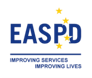 EASPD
IMPROVING SERVICES
IMPROVING LIVES